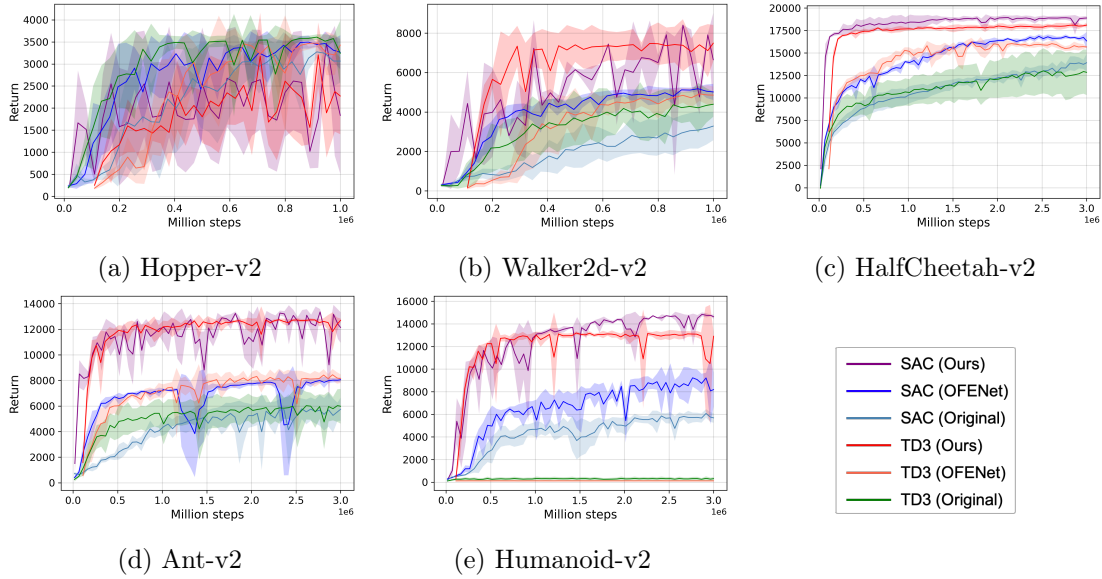 4000
3500
3000
2500
2000
1500
1000
500
0
Return
0.0 0.2 0.4 0.6 0.8 1.0
1e6
Million steps
(a) Hopper-v2
8000
6000
4000
2000
0
Return
0.0 0.2 0.4 0.6 0.8 1.0
1e6
Million steps
(b) Walker2d-v2
20000
17500
15000
12500
10000
7500
5000
2500
0
Return
0.0 0.5 1.0 1.5 2.0 2.5 3.0
1e6
Million steps
(c) HalfCheetah-v2
14000
12000
10000
8000
6000
4000
2000
0
Return
0.0 0.5 1.0 1.5 2.0 2.5 3.0
1e6
Million steps
(d) Ant-v2
16000
14000
12000
10000
8000
6000
4000
2000
0
Return
0.0 0.5 1.0 1.5 2.0 2.5 3.0
1e6
Million steps
(e) Humanoid-v2
SAC (Ours)
SAC (OFENet)
SAC (Original)
TD3 (Ours)
TD3 (OFENet)
TD3 (Original)